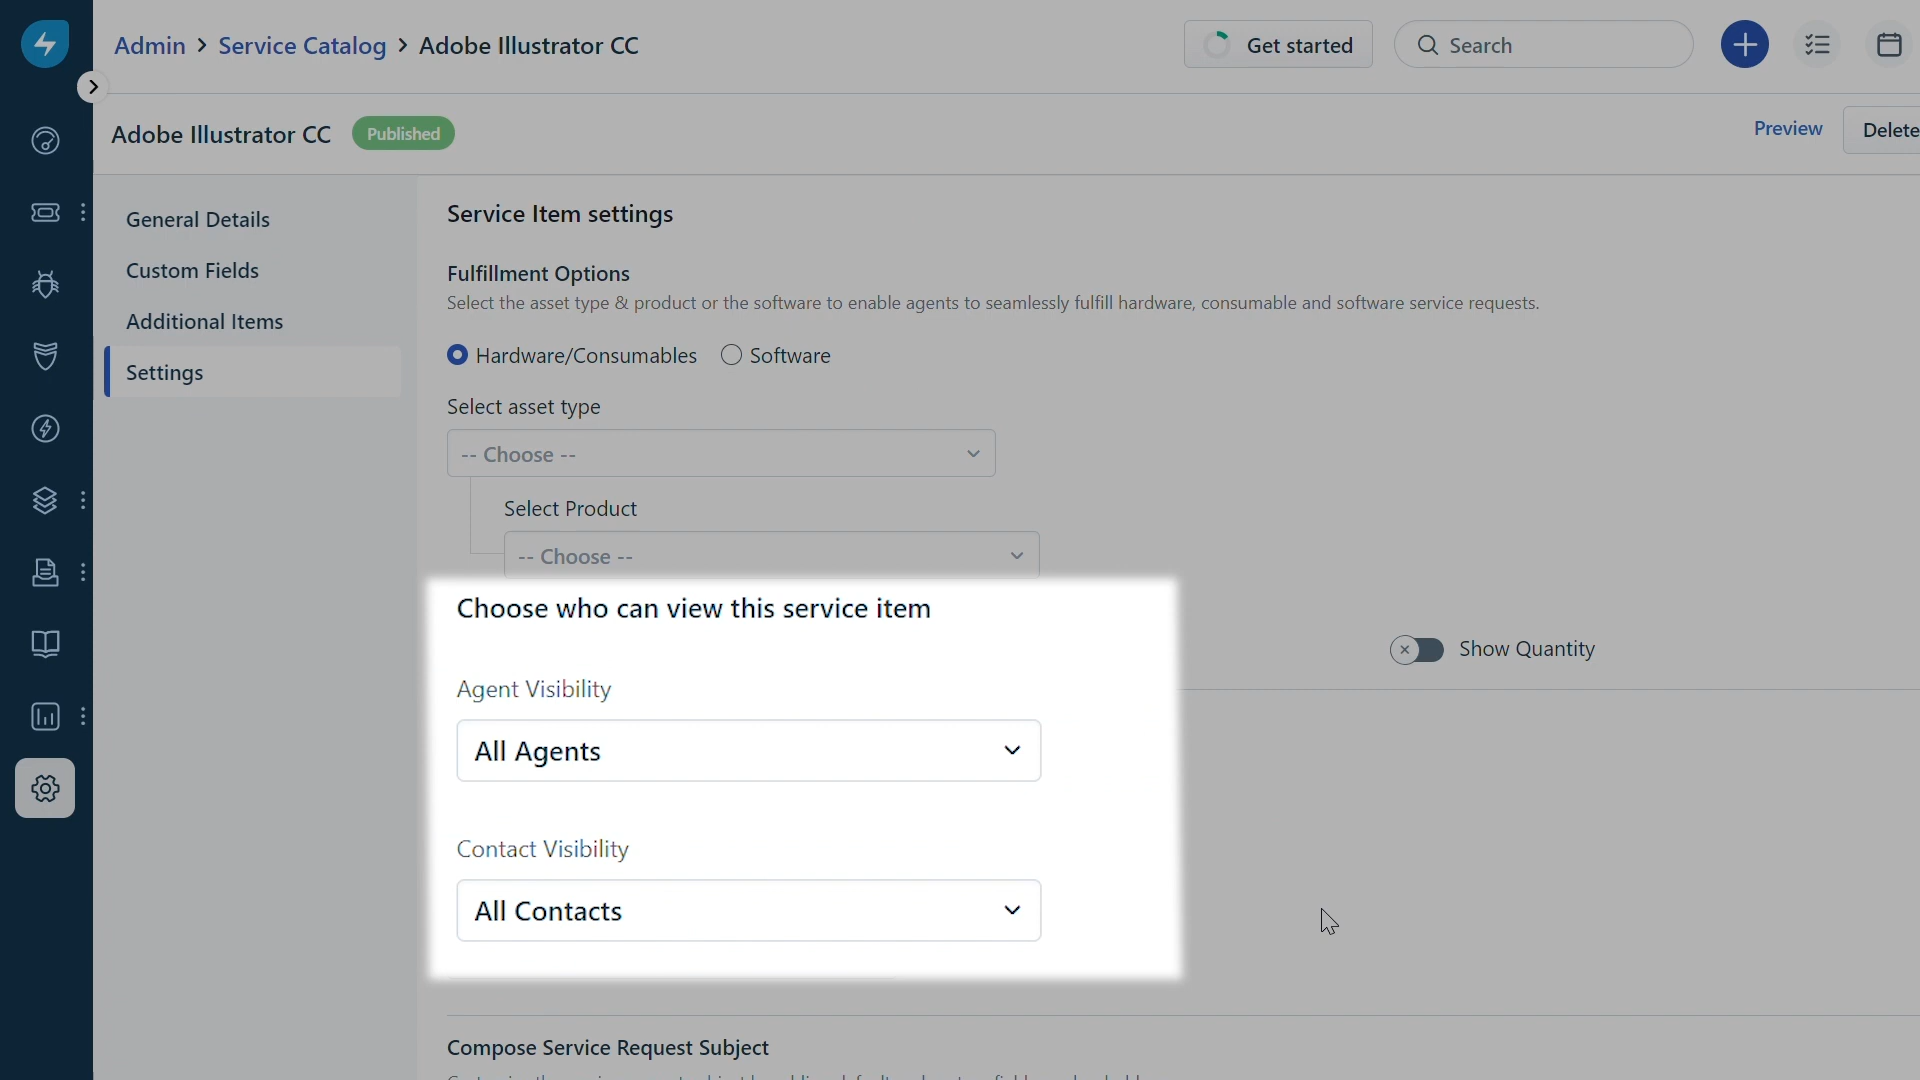 Admin > Service Catalog > Adobe Illustrator CC
Get started
Search
Adobe Illustrator CC
Published
Preview
Delete
General Details
Custom Fields
Additional Items
Settings
Service Item settings
Fulfillment Options
Select the asset type & product or the software to enable agents to seamlessly fulfill hardware, consumable and software service requests.
Hardware/Consumables
Software
Select asset type
-- Choose --
Select Product
-- Choose --
Choose who can view this service item
Show Quantity
Agent Visibility
All Agents
Contact Visibility
All Contacts
Compose Service Request Subject